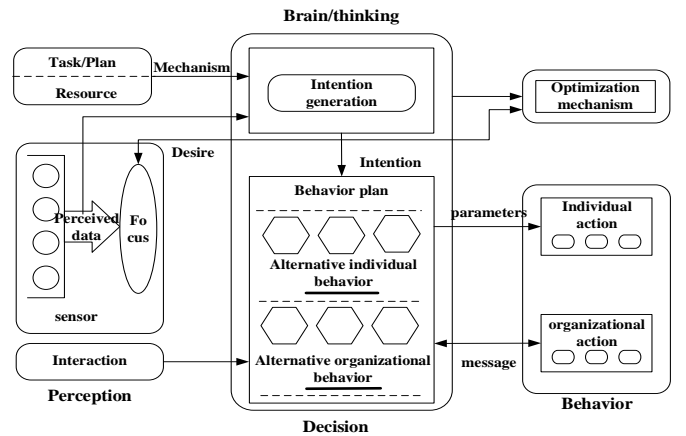 Brain/thinking
Task/Plan
Resource
Mechanism
Intention
generation
Optimization
mechanism
Desire
Intention
Perceived
data
Fo
cus
sensor
Behavior plan
Alternative individual
behavior
Alternative organizational
behavior
parameters
Individual
action
organizational
action
message
Interaction
Perception
Decision
Behavior